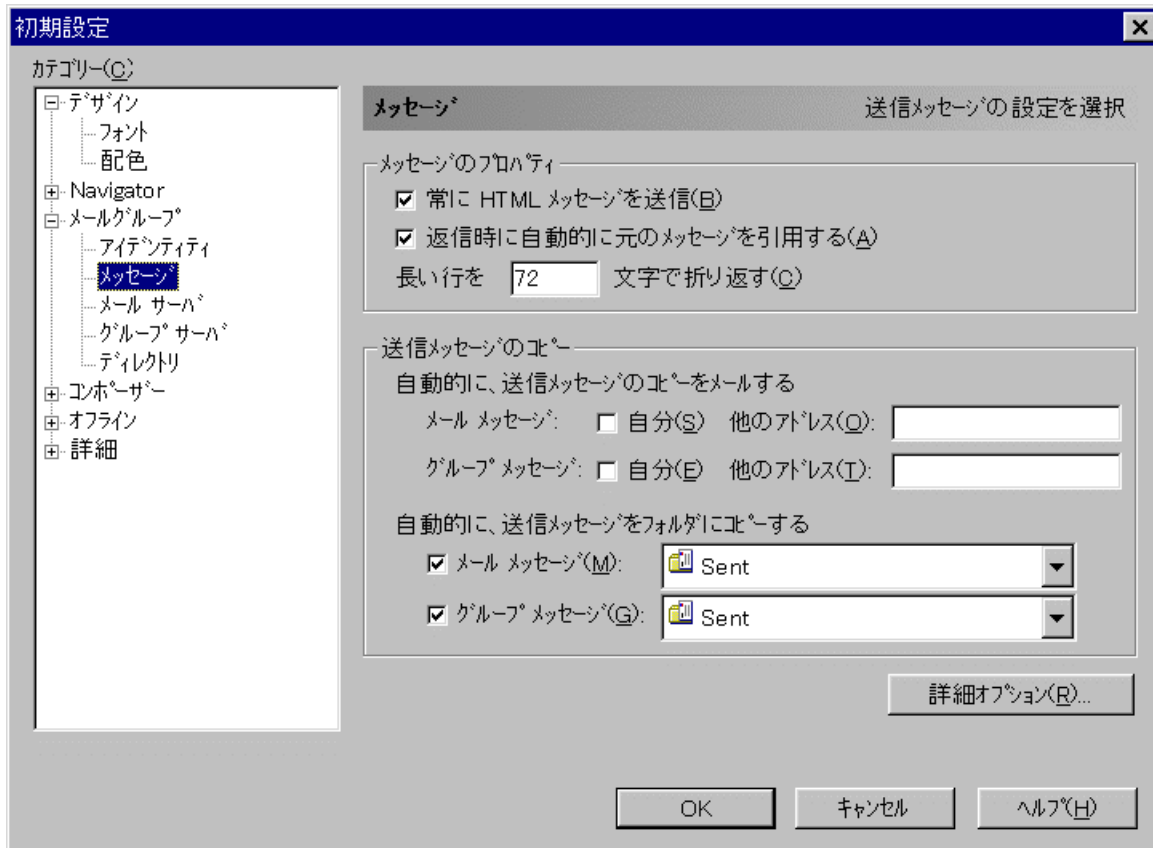 初期設定
カテゴリー(C)
デザイン
フォント
配色
Navigator
メールグループ
アイデンティティ
メッセージ
メール サーバ
グループ サーバ
ディレクトリ
コンポーザー
オフライン
詳細
メッセージ 送信メッセージの設定を選択
メッセージのプロパティ
常に HTML メッセージを送信(B)
返信時に自動的に元のメッセージを引用する(A)
長い行を 72 文字で折り返す(C)
送信メッセージのコピー
自動的に、送信メッセージのコピーをメールする
メール メッセージ: 自分(S) 他のアドレス(O):
グループ メッセージ: 自分(E) 他のアドレス(T):
自動的に、送信メッセージをフォルダにコピーする
メール メッセージ(M): Sent
グループ メッセージ(G): Sent
詳細オプション(R)...
OK キャンセル ヘルプ(H)